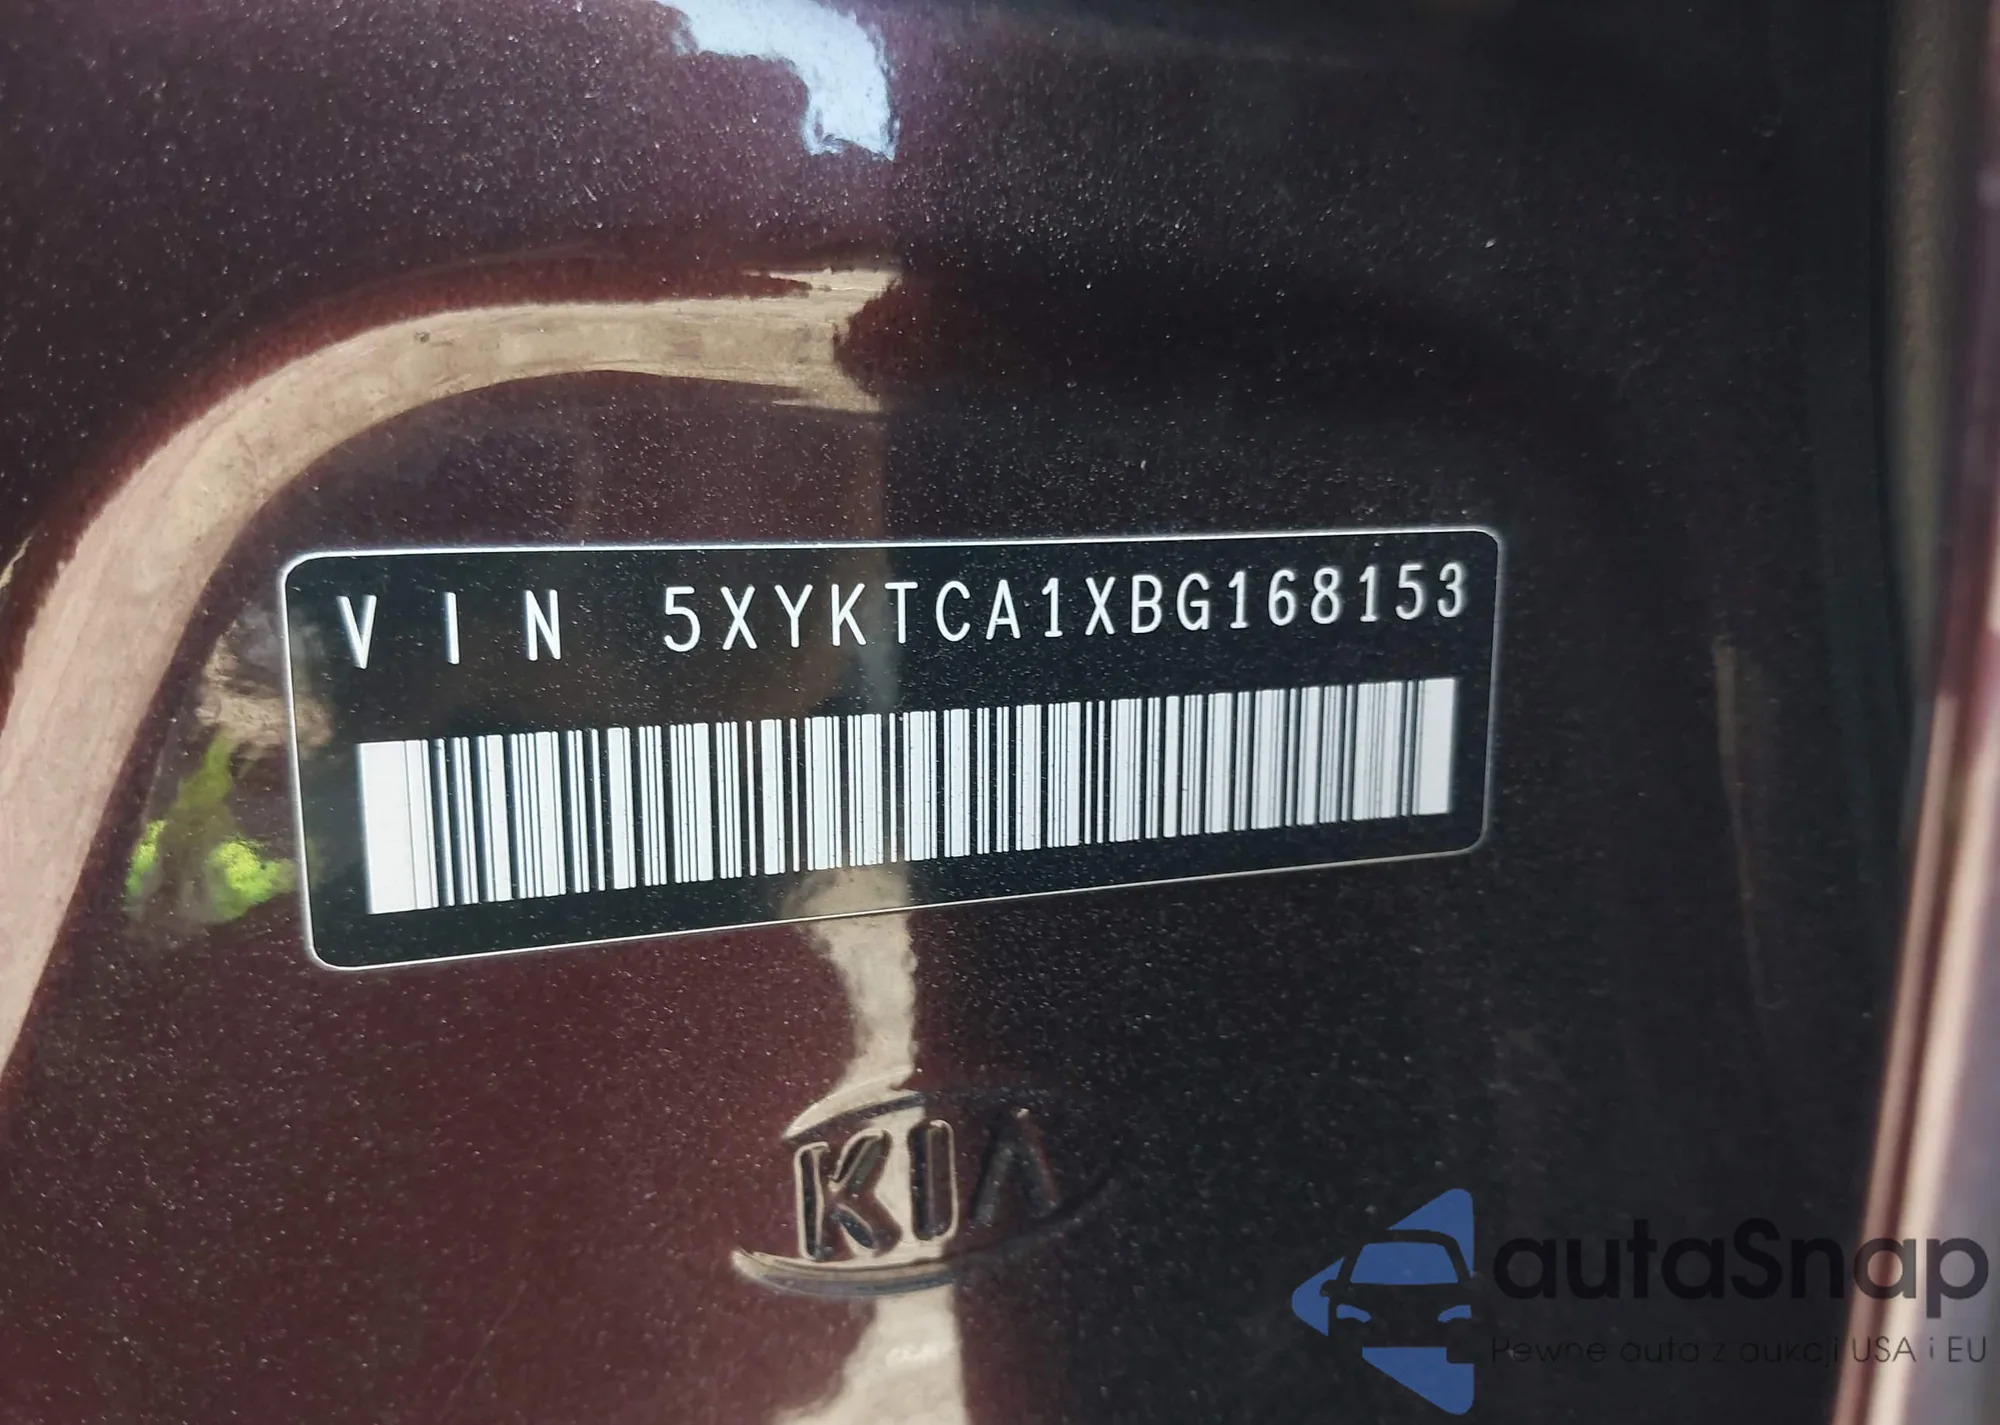 VIN 5XYKTCA1XBG168153
KIA
autaSnap
Pewne auta z aukcji USA i EU